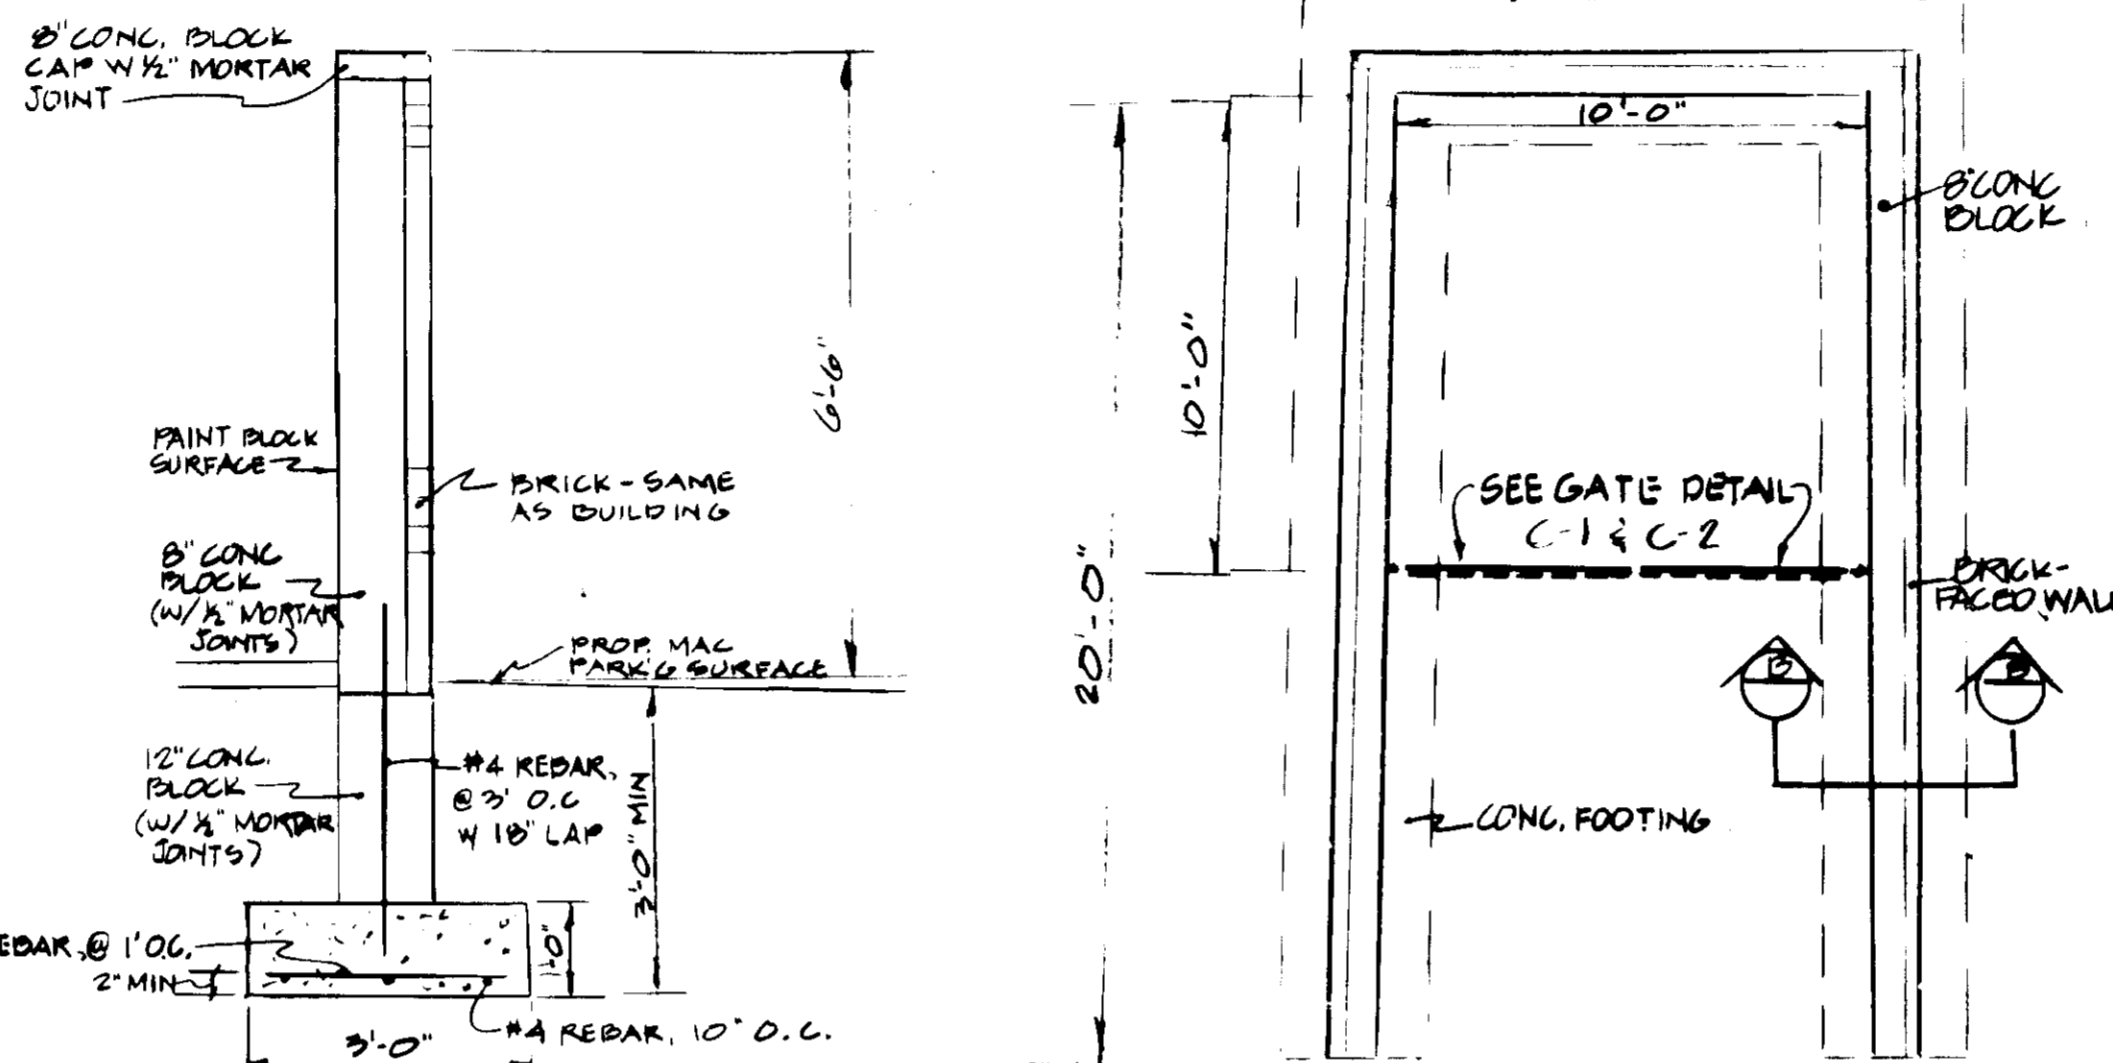 8" CONC. BLOCK
CAP W ½" MORTAR
JOINT
PAINT BLOCK
SURFACE
8" CONC
BLOCK
(W/ ½" MORTAR
JOINTS)
12" CONC.
BLOCK
(W/ ½" MORTAR
JOINTS)
EBAR, @ 1' O.C.
2" MIN
3'-0"
#4 REBAR, 10" O.C.
1'-0"
3'-0" MIN
#4 REBAR,
@ 3' O.C
W 18" LAP
PROP. MAC
PARK'G SURFACE
BRICK - SAME
AS BUILDING
6'-6"
20'-0"
10'-0"
10'-0"
8" CONC
BLOCK
SEE GATE DETAIL
C-1 & C-2
BRICK-
FACED WALL
B
B
CONC. FOOTING